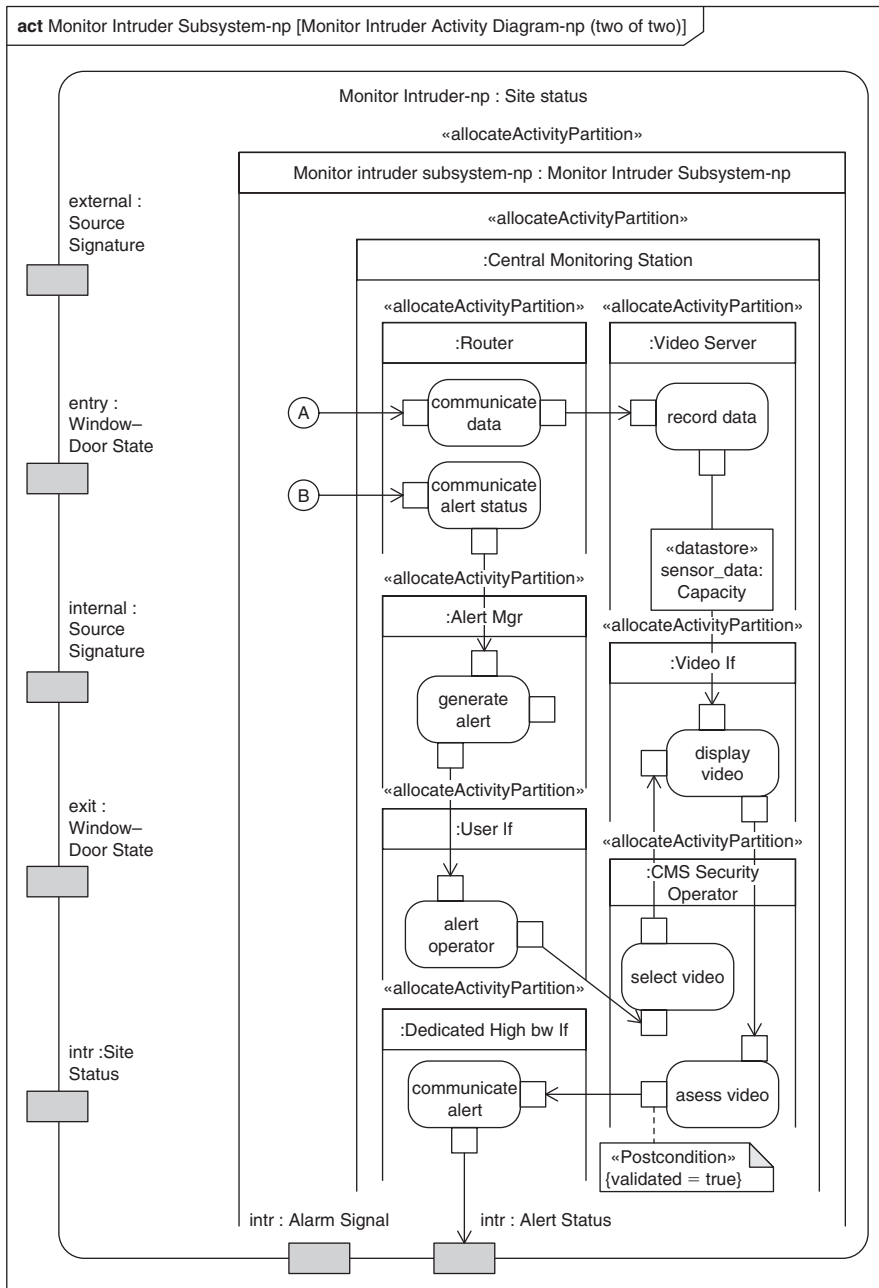 act Monitor Intruder Subsystem-np [Monitor Intruder Activity Diagram-np (two of two)]
Monitor Intruder-np : Site status
«allocateActivityPartition»
Monitor intruder subsystem-np : Monitor Intruder Subsystem-np
external :
Source
Signature
«allocateActivityPartition»
:Central Monitoring Station
«allocateActivityPartition»
«allocateActivityPartition»
:Router
:Video Server
entry :
Window–
Door State
A
communicate
data
record data
B
communicate
alert status
«datastore»
sensor_data:
Capacity
«allocateActivityPartition»
internal :
Source
Signature
:Alert Mgr
«allocateActivityPartition»
:Video If
generate
alert
display
video
exit :
Window–
Door State
«allocateActivityPartition»
:User If
«allocateActivityPartition»
:CMS Security
Operator
alert
operator
select video
«allocateActivityPartition»
:Dedicated High bw If
intr :Site
Status
communicate
alert
asess video
«Postcondition»
{validated = true}
intr : Alarm Signal
intr : Alert Status